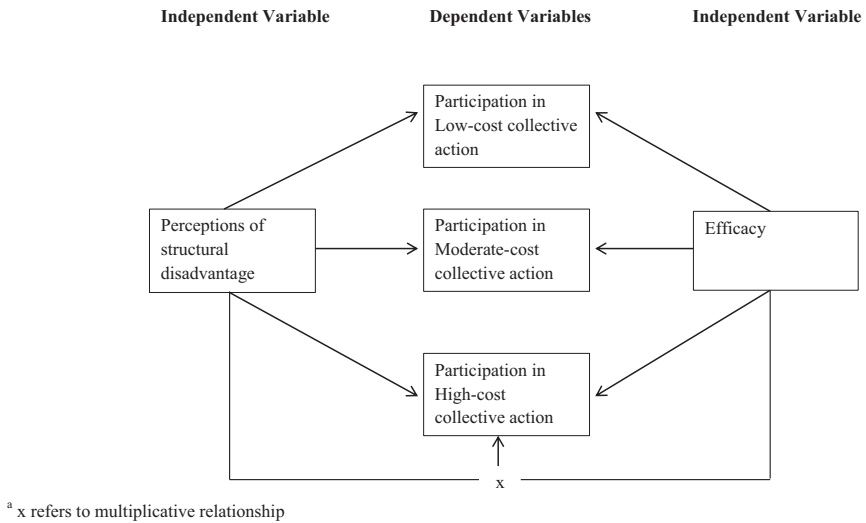 Independent Variable
Dependent Variables
Independent Variable
Participation in
Low-cost collective
action
Perceptions of
structural
disadvantage
Participation in
Moderate-cost
collective action
Efficacy
Participation in
High-cost
collective action
x
a x refers to multiplicative relationship